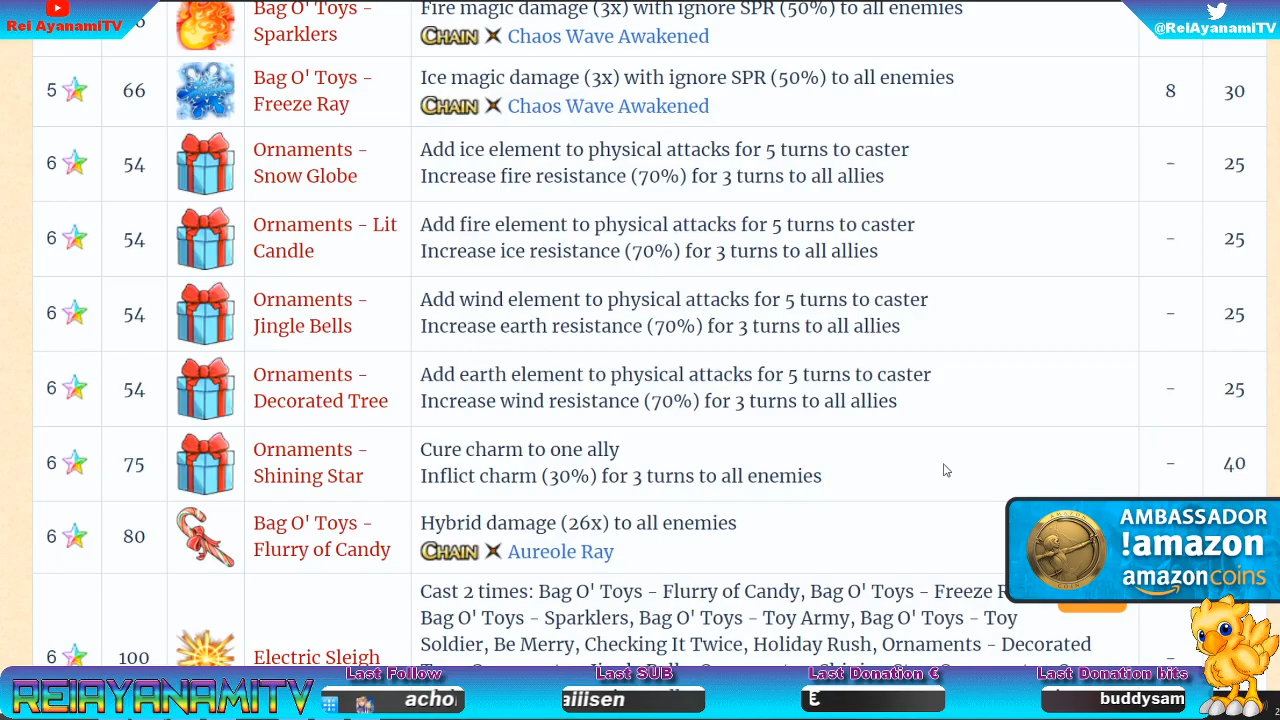 Rei AyanamITV
@ReiAyanamITV
Bag O' Toys -
Sparklers
Fire magic damage (3x) with ignore SPR (50%) to all enemies
CHAIN Chaos Wave Awakened
5 66 Bag O' Toys -
Freeze Ray
Ice magic damage (3x) with ignore SPR (50%) to all enemies
CHAIN Chaos Wave Awakened
8 30
6 54 Ornaments -
Snow Globe
Add ice element to physical attacks for 5 turns to caster
Increase fire resistance (70%) for 3 turns to all allies
- 25
6 54 Ornaments - Lit
Candle
Add fire element to physical attacks for 5 turns to caster
Increase ice resistance (70%) for 3 turns to all allies
- 25
6 54 Ornaments -
Jingle Bells
Add wind element to physical attacks for 5 turns to caster
Increase earth resistance (70%) for 3 turns to all allies
- 25
6 54 Ornaments -
Decorated Tree
Add earth element to physical attacks for 5 turns to caster
Increase wind resistance (70%) for 3 turns to all allies
- 25
6 75 Ornaments -
Shining Star
Cure charm to one ally
Inflict charm (30%) for 3 turns to all enemies
- 40
6 80 Bag O' Toys -
Flurry of Candy
Hybrid damage (26x) to all enemies
CHAIN Aureole Ray
AMBASSADOR
!amazon
amazoncoins
6 100 Electric Sleigh
Cast 2 times: Bag O' Toys - Flurry of Candy, Bag O' Toys - Freeze
Bag O' Toys - Sparklers, Bag O' Toys - Toy Army, Bag O' Toys - Toy
Soldier, Be Merry, Checking It Twice, Holiday Rush, Ornaments - Decorated
-
REIAYANAMITV
Last Follow
acho
Last SUB
aiiisen
Last Donation €
€
Last Donation bits
buddysam